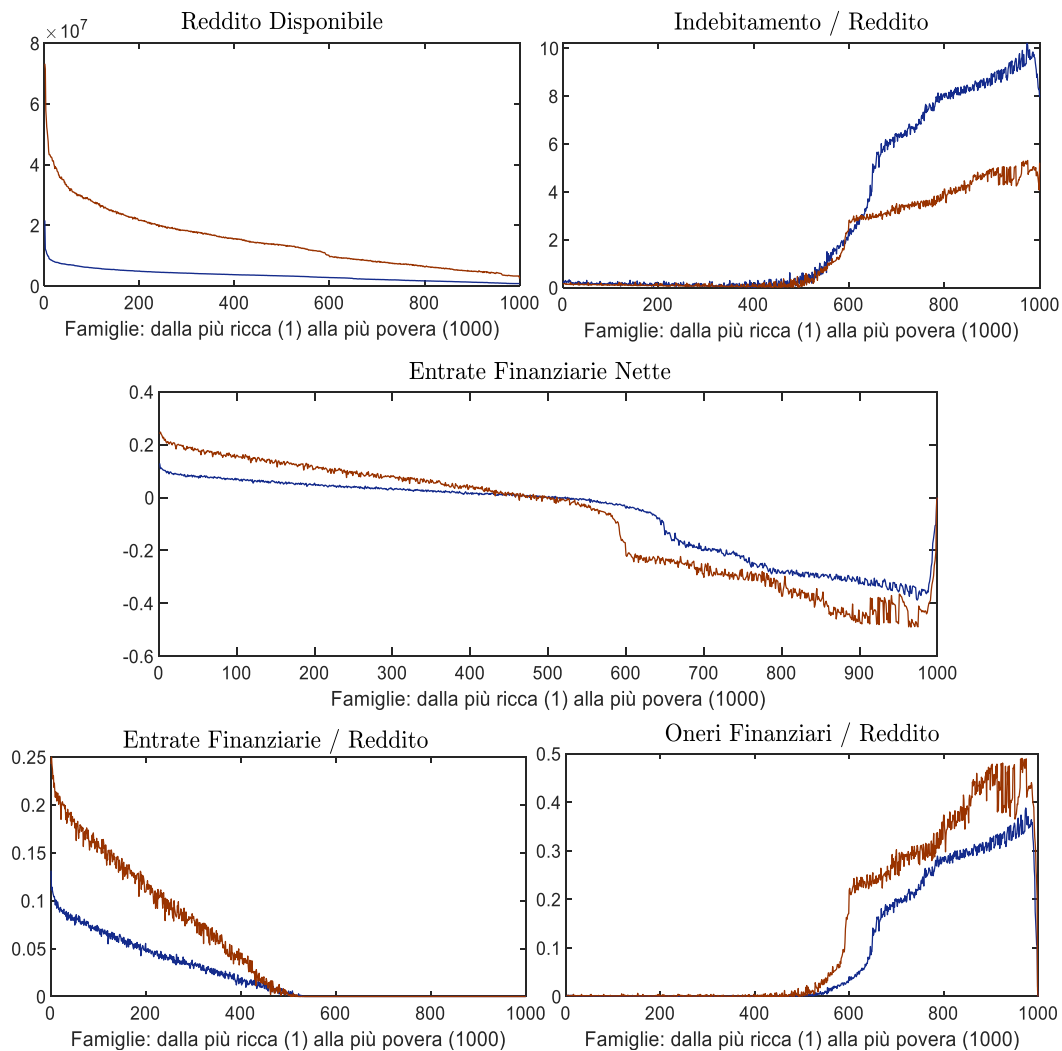 Reddito Disponibile
×10⁷
8
6
4
2
0
0 200 400 600 800 1000
Famiglie: dalla più ricca (1) alla più povera (1000)
Indebitamento / Reddito
10
8
6
4
2
0
0 200 400 600 800 1000
Famiglie: dalla più ricca (1) alla più povera (1000)
Entrate Finanziarie Nette
0.4
0.2
0
-0.2
-0.4
-0.6
0 100 200 300 400 500 600 700 800 900 1000
Famiglie: dalla più ricca (1) alla più povera (1000)
Entrate Finanziarie / Reddito
0.25
0.2
0.15
0.1
0.05
0
0 200 400 600 800 1000
Famiglie: dalla più ricca (1) alla più povera (1000)
Oneri Finanziari / Reddito
0.5
0.4
0.3
0.2
0.1
0
0 200 400 600 800 1000
Famiglie: dalla più ricca (1) alla più povera (1000)